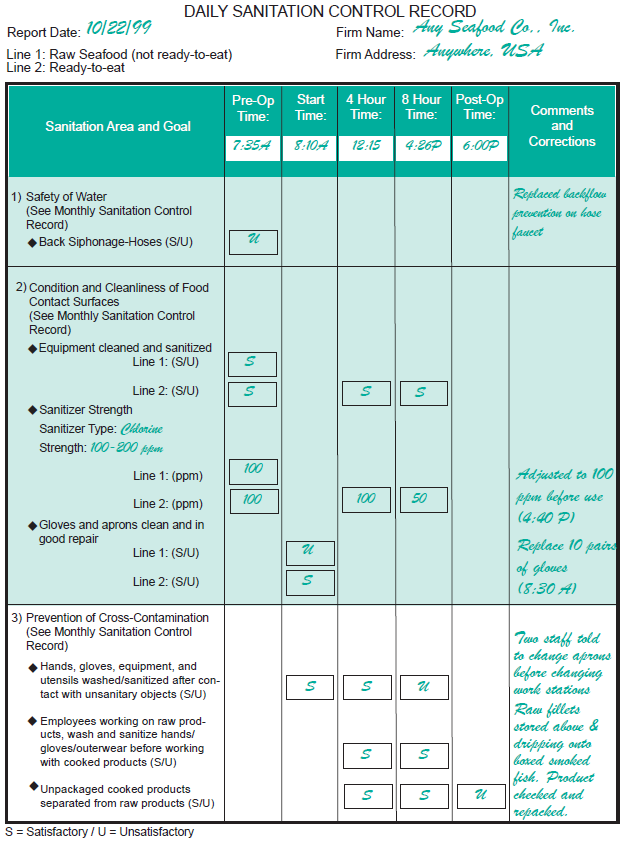 DAILY SANITATION CONTROL RECORD
Report Date: 10/22/99
Firm Name: Any Seafood Co., Inc.
Line 1: Raw Seafood (not ready-to-eat)
Firm Address: Anywhere, USA
Line 2: Ready-to-eat
Sanitation Area and Goal
Pre-Op Time:
Start Time:
4 Hour Time:
8 Hour Time:
Post-Op Time:
Comments and Corrections
7:35A 8:10A 12:15 4:26P 6:00P
1) Safety of Water
(See Monthly Sanitation Control
Record)
◆ Back Siphonage-Hoses (S/U) U
Replaced backflow
prevention on hose
faucet
2) Condition and Cleanliness of Food
Contact Surfaces
(See Monthly Sanitation Control
Record)
◆ Equipment cleaned and sanitized
Line 1: (S/U) S
Line 2: (S/U) S S S
◆ Sanitizer Strength
Sanitizer Type: Chlorine
Strength: 100-200 ppm
Line 1: (ppm) 100
Line 2: (ppm) 100 100 50
Adjusted to 100
ppm before use
(4:40 P)
◆ Gloves and aprons clean and in
good repair
Line 1: (S/U) U
Line 2: (S/U) S
Replace 10 pairs
of gloves
(8:30 A)
3) Prevention of Cross-Contamination
(See Monthly Sanitation Control
Record)
◆ Hands, gloves, equipment, and
utensils washed/sanitized after con-
tact with unsanitary objects (S/U) S S U
Two staff told
to change aprons
before changing
work stations
◆ Employees working on raw prod-
ucts, wash and sanitize hands/
gloves/outerwear before working
with cooked products (S/U) S S
◆ Unpackaged cooked products
separated from raw products (S/U) S S U
Raw fillets
stored above &
dripping onto
boxed smoked
fish. Product
checked and
repacked.
S = Satisfactory / U = Unsatisfactory